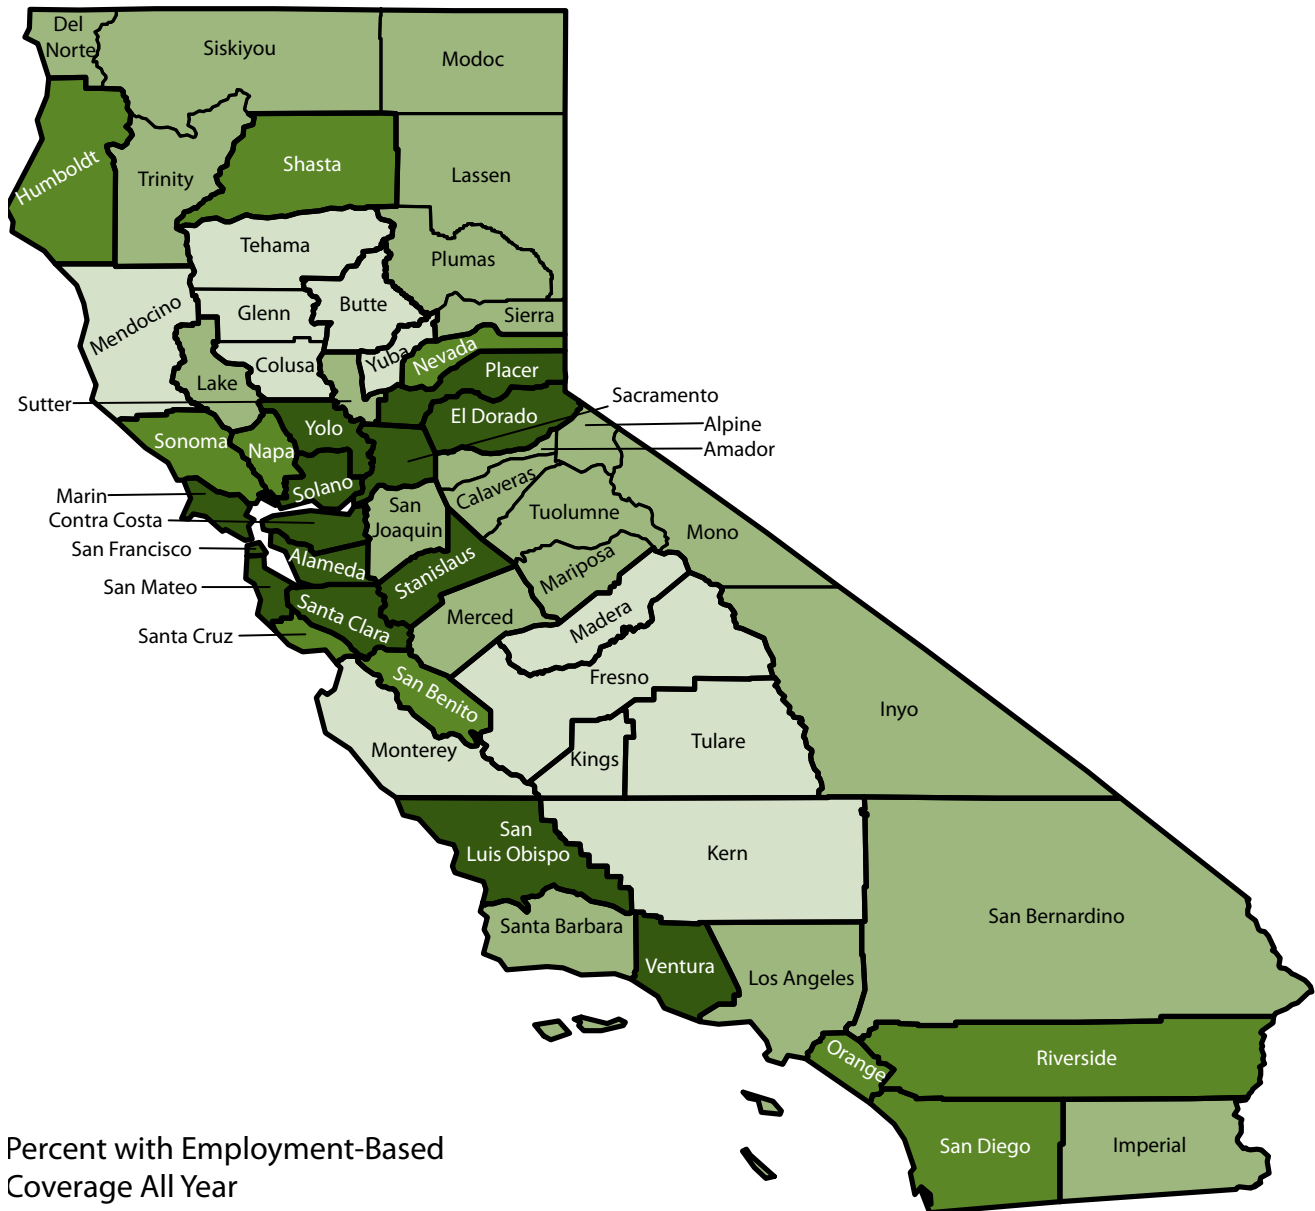 Del
Norte
Siskiyou
Modoc
Humboldt
Trinity
Shasta
Lassen
Tehama
Plumas
Mendocino
Glenn
Butte
Sierra
Colusa
Yuba
Nevada
Lake
Placer
Sutter
Sacramento
El Dorado
Alpine
Yolo
Sonoma
Napa
Amador
Solano
Calaveras
Marin
San
Joaquin
Tuolumne
Contra Costa
Mono
San Francisco
Alameda
Stanislaus
Mariposa
San Mateo
Santa Clara
Merced
Madera
Santa Cruz
San Benito
Fresno
Inyo
Monterey
Kings
Tulare
San
Luis Obispo
Kern
San Bernardino
Santa Barbara
Ventura
Los Angeles
Orange
Riverside
San Diego
Imperial
Percent with Employment-Based
Coverage All Year